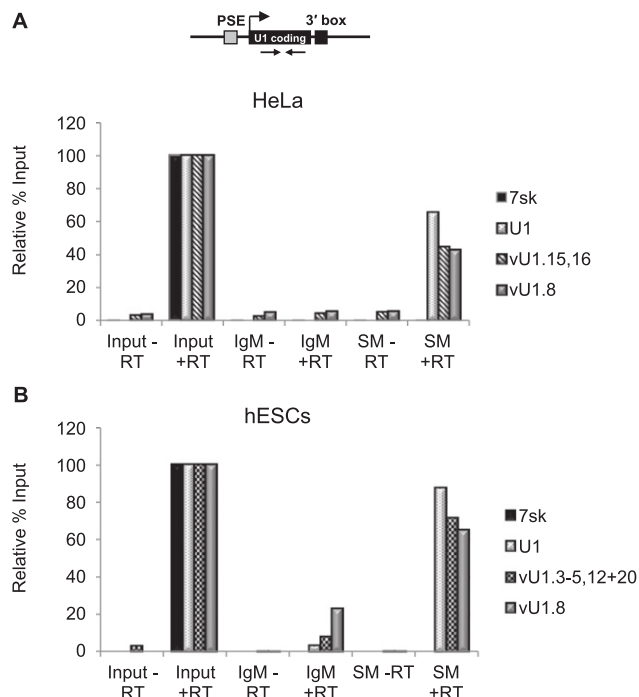 A
PSE
3′ box
U1 coding
HeLa
Relative % Input
120
100
80
60
40
20
0
Input - RT
Input +RT
IgM - RT
IgM +RT
SM - RT
SM +RT
7sk
U1
vU1.15,16
vU1.8
B
hESCs
Relative % Input
120
100
80
60
40
20
0
Input - RT
Input +RT
IgM - RT
IgM +RT
SM -RT
SM +RT
7sk
U1
vU1.3-5,12+20
vU1.8